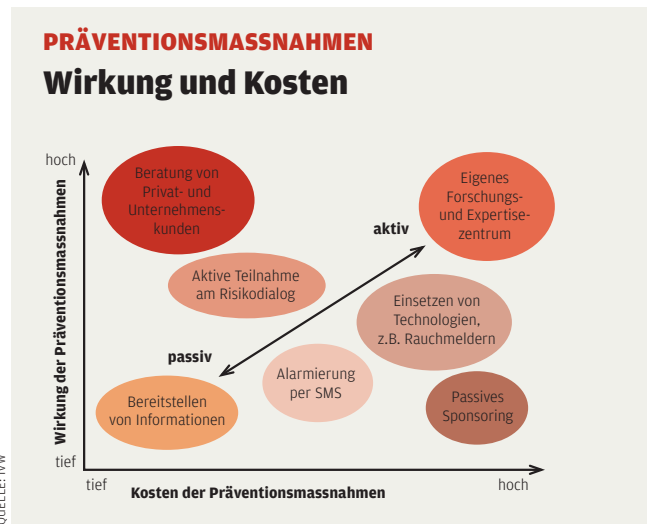 PRÄVENTIONSMASSNAHMEN
Wirkung und Kosten
hoch
Wirkung der Präventionsmassnahmen
tief
Beratung von
Privat- und
Unternehmens-
kunden
Eigenes
Forschungs-
und Expertise-
zentrum
aktiv
Aktive Teilnahme
am Risikodialog
Einsetzen von
Technologien,
z.B. Rauchmeldern
passiv
Alarmierung
per SMS
Bereitstellen
von Informationen
Passives
Sponsoring
tief
Kosten der Präventionsmassnahmen
hoch
QUELLE: IVW